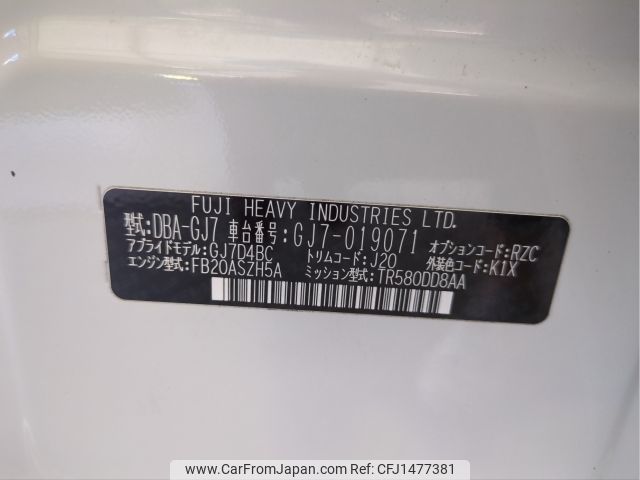 FUJI HEAVY INDUSTRIES LTD.
型式:DBA-GJ7 車台番号:GJ7-019071 オプションコード:RZC
アプライドモデル:GJ7D4BC トリムコード:J20 外装色コード:K1X
エンジン型式:FB20ASZH5A ミッション型式:TR580DD8AA
www.CarFromJapan.com - CFJ1477381